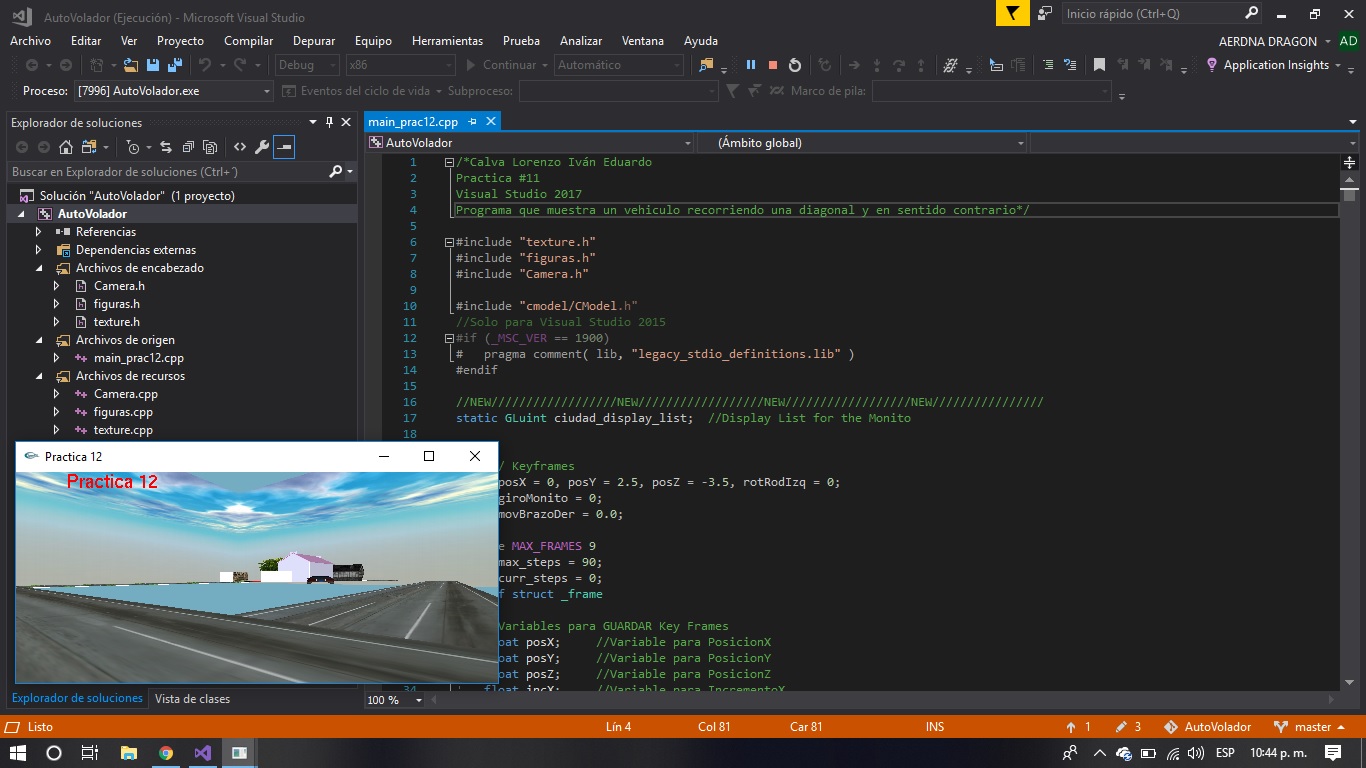 AutoVolador (Ejecución) - Microsoft Visual Studio
Inicio rápido (Ctrl+Q)
Archivo Editar Ver Proyecto Compilar Depurar Equipo Herramientas Prueba Analizar Ventana Ayuda
AERDNA DRAGON AD
Debug x86 Continuar Automático Application Insights
Proceso: [7996] AutoVolador.exe Eventos del ciclo de vida Subproceso: Marco de pila:
Explorador de soluciones
Buscar en Explorador de soluciones (Ctrl+´)
Solución "AutoVolador" (1 proyecto)
AutoVolador
Referencias
Dependencias externas
Archivos de encabezado
Camera.h
figuras.h
texture.h
Archivos de origen
main_prac12.cpp
Archivos de recursos
Camera.cpp
figuras.cpp
texture.cpp
Practica 12
Practica 12
Explorador de soluciones Vista de clases
main_prac12.cpp
AutoVolador (Ámbito global)
1 /*Calva Lorenzo Iván Eduardo
2 Practica #11
3 Visual Studio 2017
4 Programa que muestra un vehiculo recorriendo una diagonal y en sentido contrario*/
5
6 #include "texture.h"
7 #include "figuras.h"
8 #include "Camera.h"
9
10 #include "cmodel/CModel.h"
11 //Solo para Visual Studio 2015
12 #if (_MSC_VER == 1900)
13 #   pragma comment( lib, "legacy_stdio_definitions.lib" )
14 #endif
15
16 //NEW//////////////////NEW//////////////////NEW//////////////////NEW////////////////
17 static GLuint ciudad_display_list;  //Display List for the Monito
18
/ Keyframes
posX = 0, posY = 2.5, posZ = -3.5, rotRodIzq = 0;
giroMonito = 0;
movBrazoDer = 0.0;
e MAX_FRAMES 9
max_steps = 90;
curr_steps = 0;
f struct _frame
Variables para GUARDAR Key Frames
oat posX;     //Variable para PosicionX
oat posY;     //Variable para PosicionY
oat posZ;     //Variable para PosicionZ
34 float incX;     //Variable para IncrementoX
100 %
Listo Lín 4 Col 81 Car 81 INS 1 3 AutoVolador master
ESP 10:44 p. m.